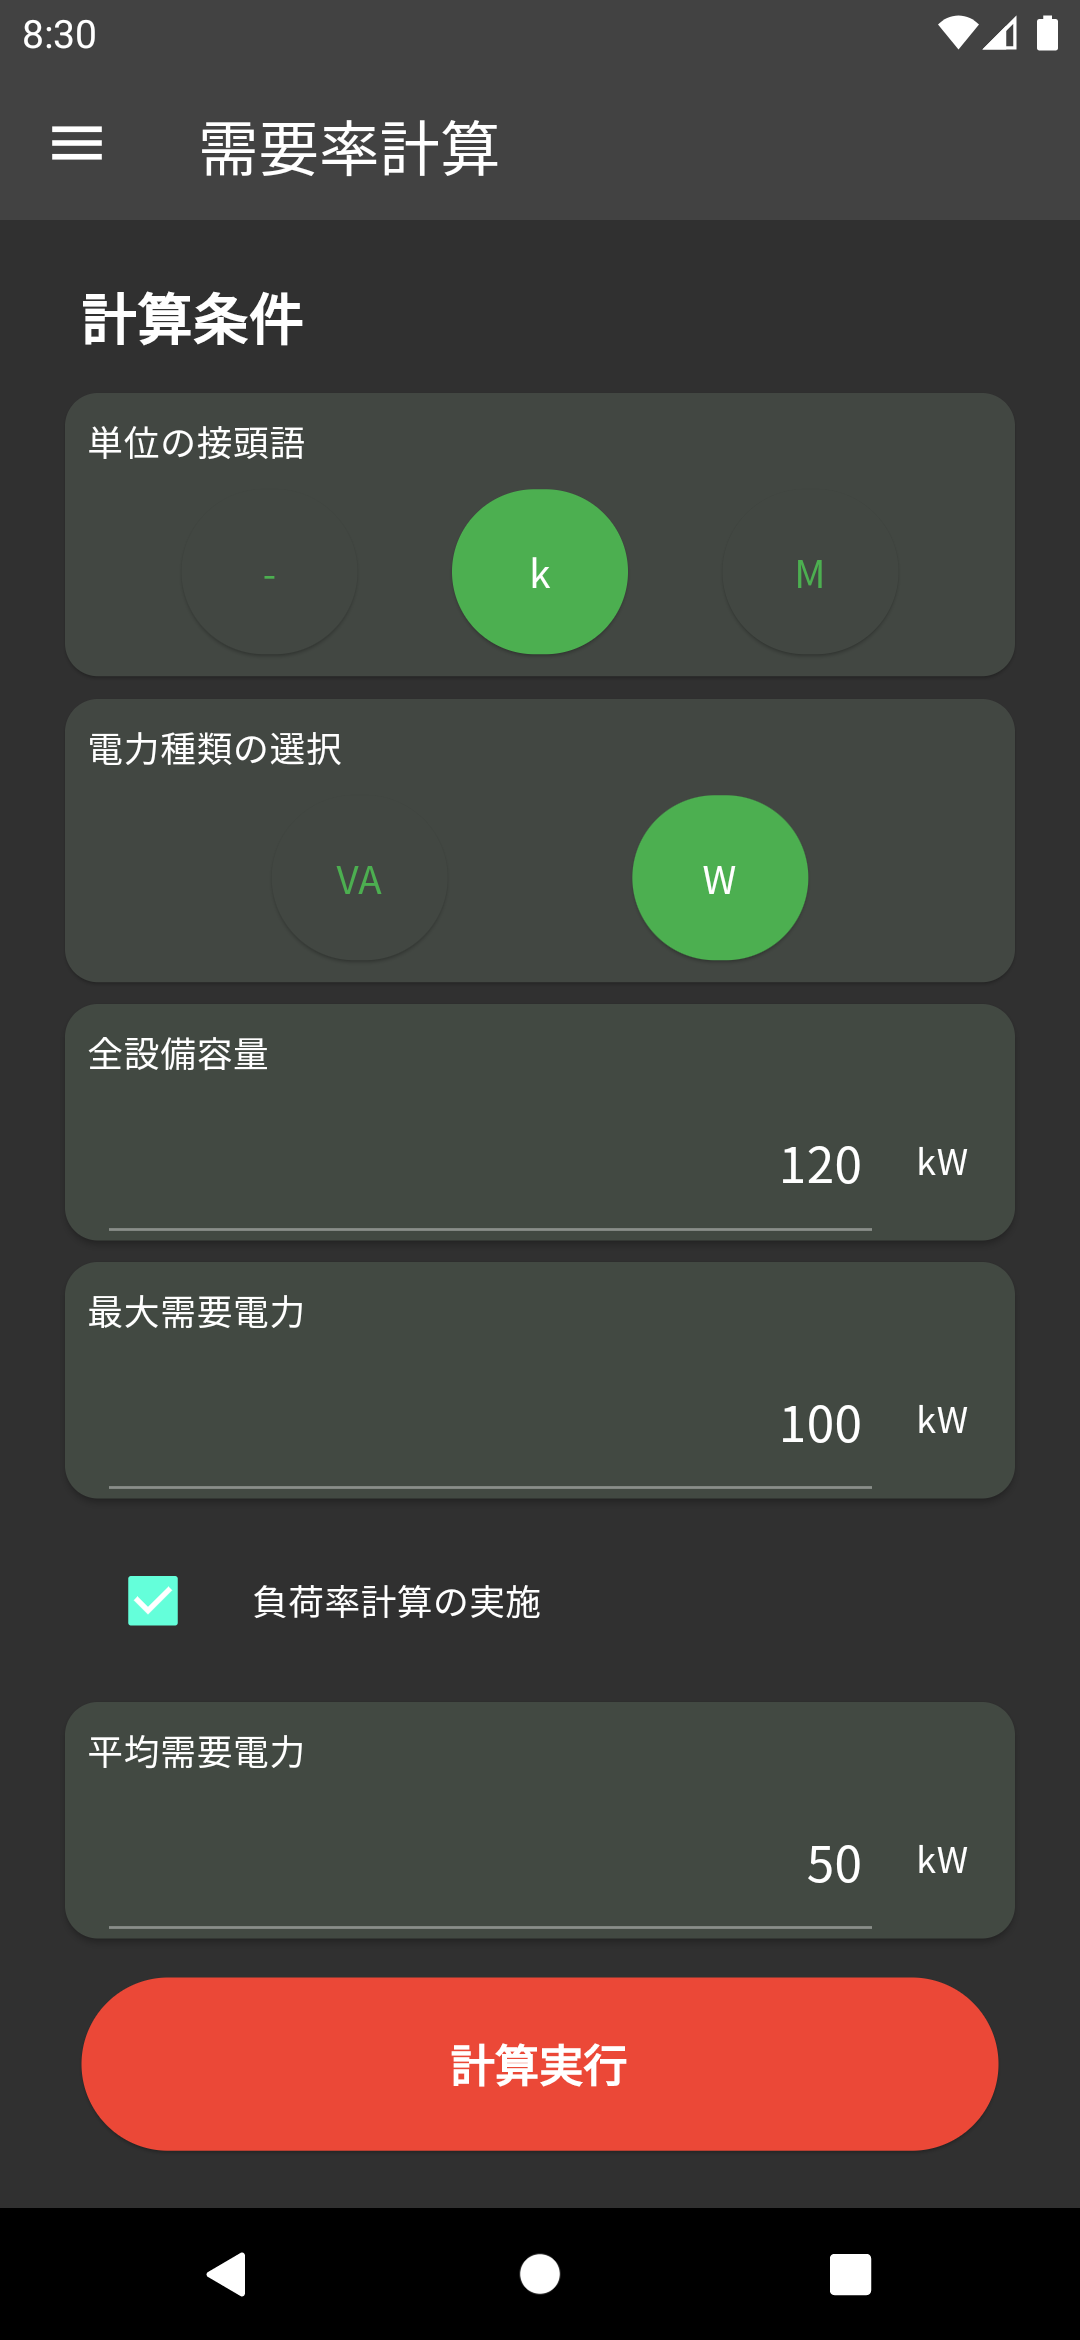 8:30
需要率計算
計算条件
単位の接頭語
- k M
電力種類の選択
VA W
全設備容量
120 kW
最大需要電力
100 kW
負荷率計算の実施
平均需要電力
50 kW
計算実行